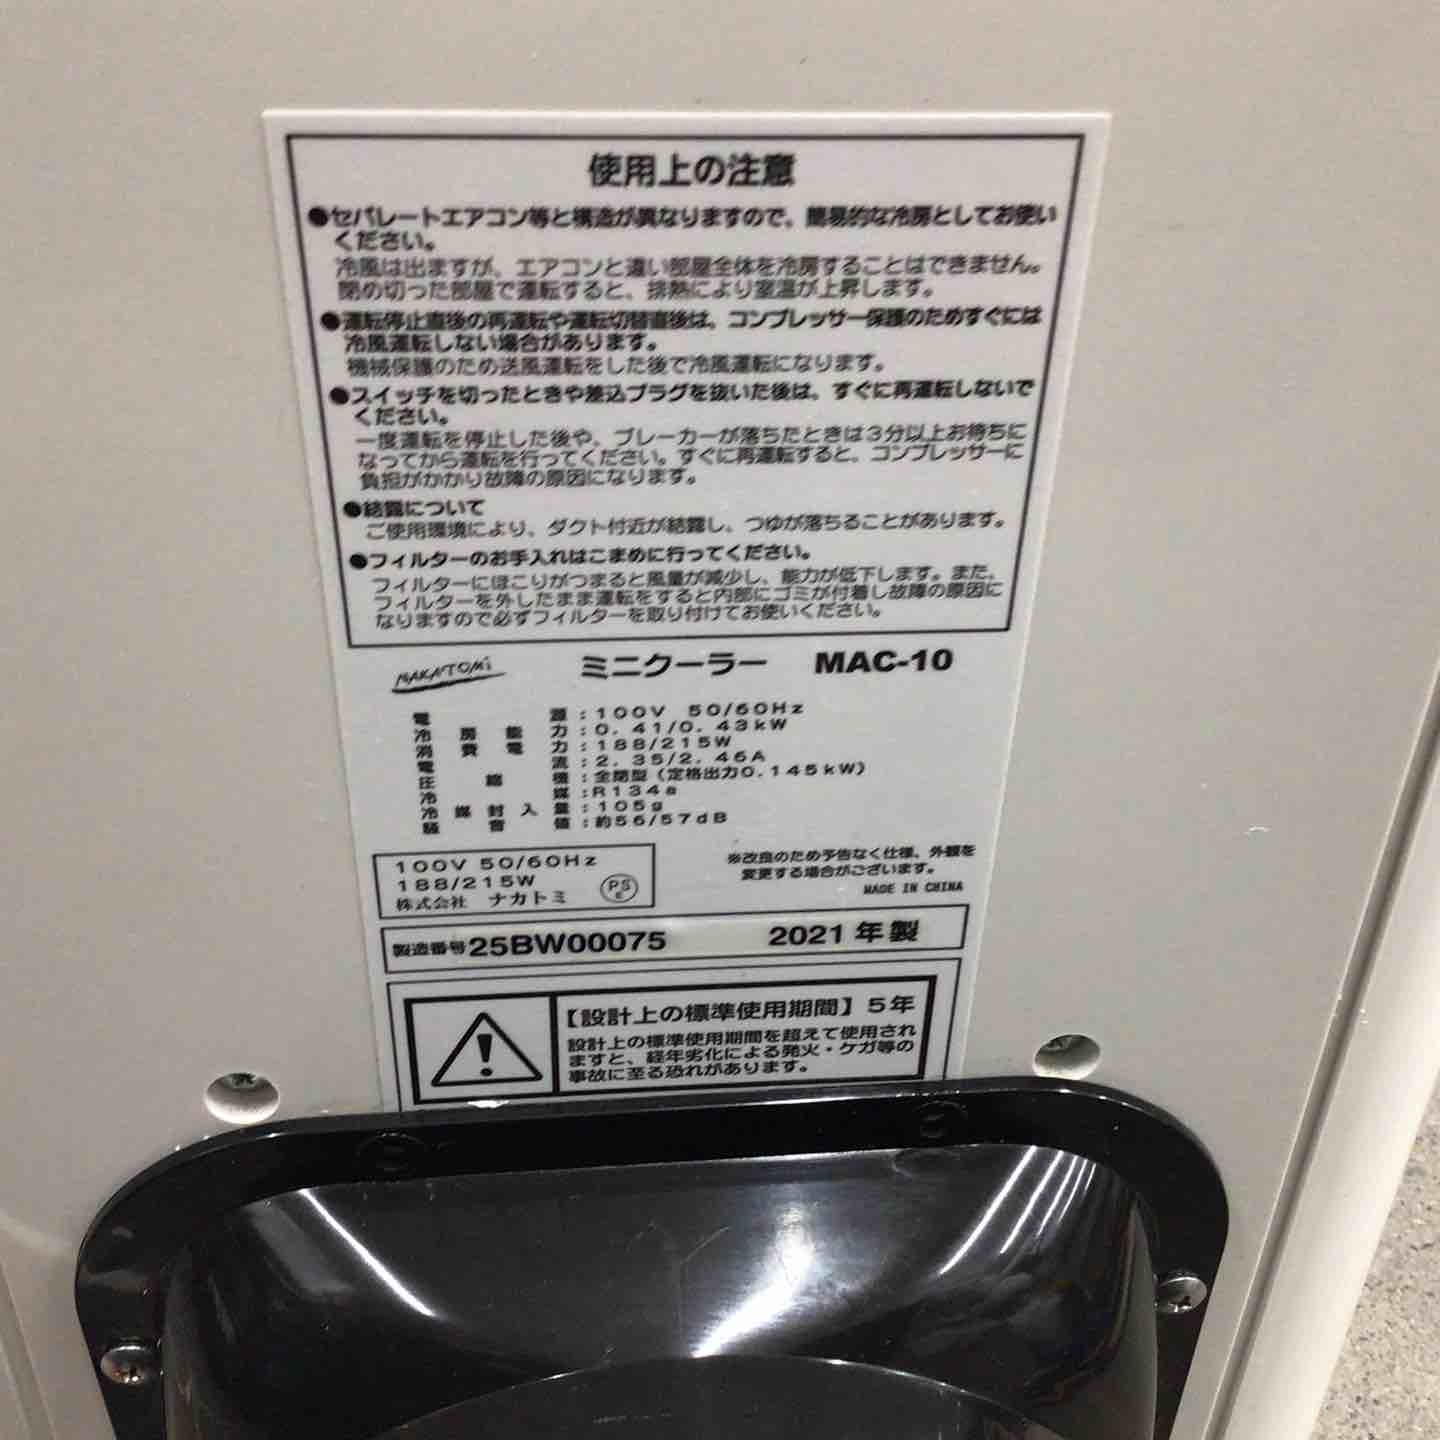 使用上の注意
●セパレートエアコン等と構造が異なりますので、簡易的な冷房としてお使い
ください。
冷風は出ますが、エアコンと違い部屋全体を冷房することはできません。
閉め切った部屋で運転すると、排熱により室温が上昇します。
●運転停止直後の再運転や運転切替直後は、コンプレッサー保護のためすぐには
冷風運転しない場合があります。
機械保護のため送風運転をした後で冷風運転になります。
●スイッチを切ったときや差込プラグを抜いた後は、すぐに再運転しないで
ください。
一度運転を停止した後や、ブレーカーが落ちたときは3分以上お待ちに
なってから運転を行ってください。すぐに再運転すると、コンプレッサーに
負担がかかり故障の原因になります。
●結露について
ご使用環境により、ダクト付近が結露し、つゆが落ちることがあります。
●フィルターのお手入れはこまめに行ってください。
フィルターにほこりがつまると風量が減少し、能力が低下します。また、
フィルターを外したまま運転をすると内部にゴミが付着し故障の原因に
なりますので必ずフィルターを取り付けてお使いください。
NAKATOMI ミニクーラー MAC-10
電源:100V 50/60Hz
冷房能力:0.41/0.43kW
消費電力:188/215W
電流:2.35/2.46A
圧縮機:全閉型(定格出力0.145kW)
冷媒:R134a
冷媒封入量:105g
騒音値:約56/57dB
100V 50/60Hz
188/215W
株式会社 ナカトミ PSE
※改良のため予告なく仕様、外観を
変更する場合がございます。
MADE IN CHINA
製造番号 25BW00075 2021年製
【設計上の標準使用期間】5年
設計上の標準使用期間を超えて使用され
ますと、経年劣化による発火・ケガ等の
事故に至る恐れがあります。